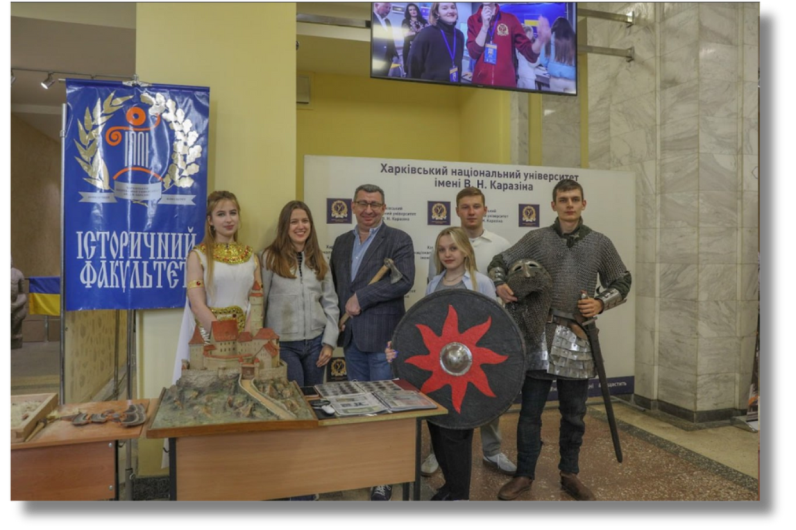 ІСТОРИЧНИЙ
ФАКУЛЬТЕТ
Харківський національний університет
імені В. Н. Каразіна